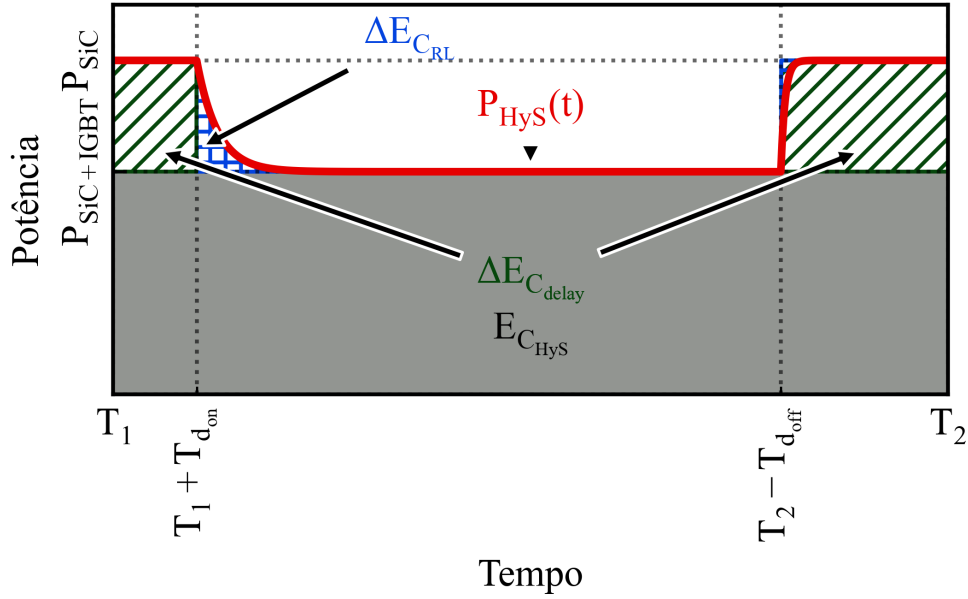 ΔE_{C_{RL}}
P_{SiC}
P_{HyS}(t)
P_{SiC + IGBT}
Potência
ΔE_{C_{delay}}
E_{C_{HyS}}
T_1
T_1 + T_{d_{on}}
T_2 − T_{d_{off}}
T_2
Tempo